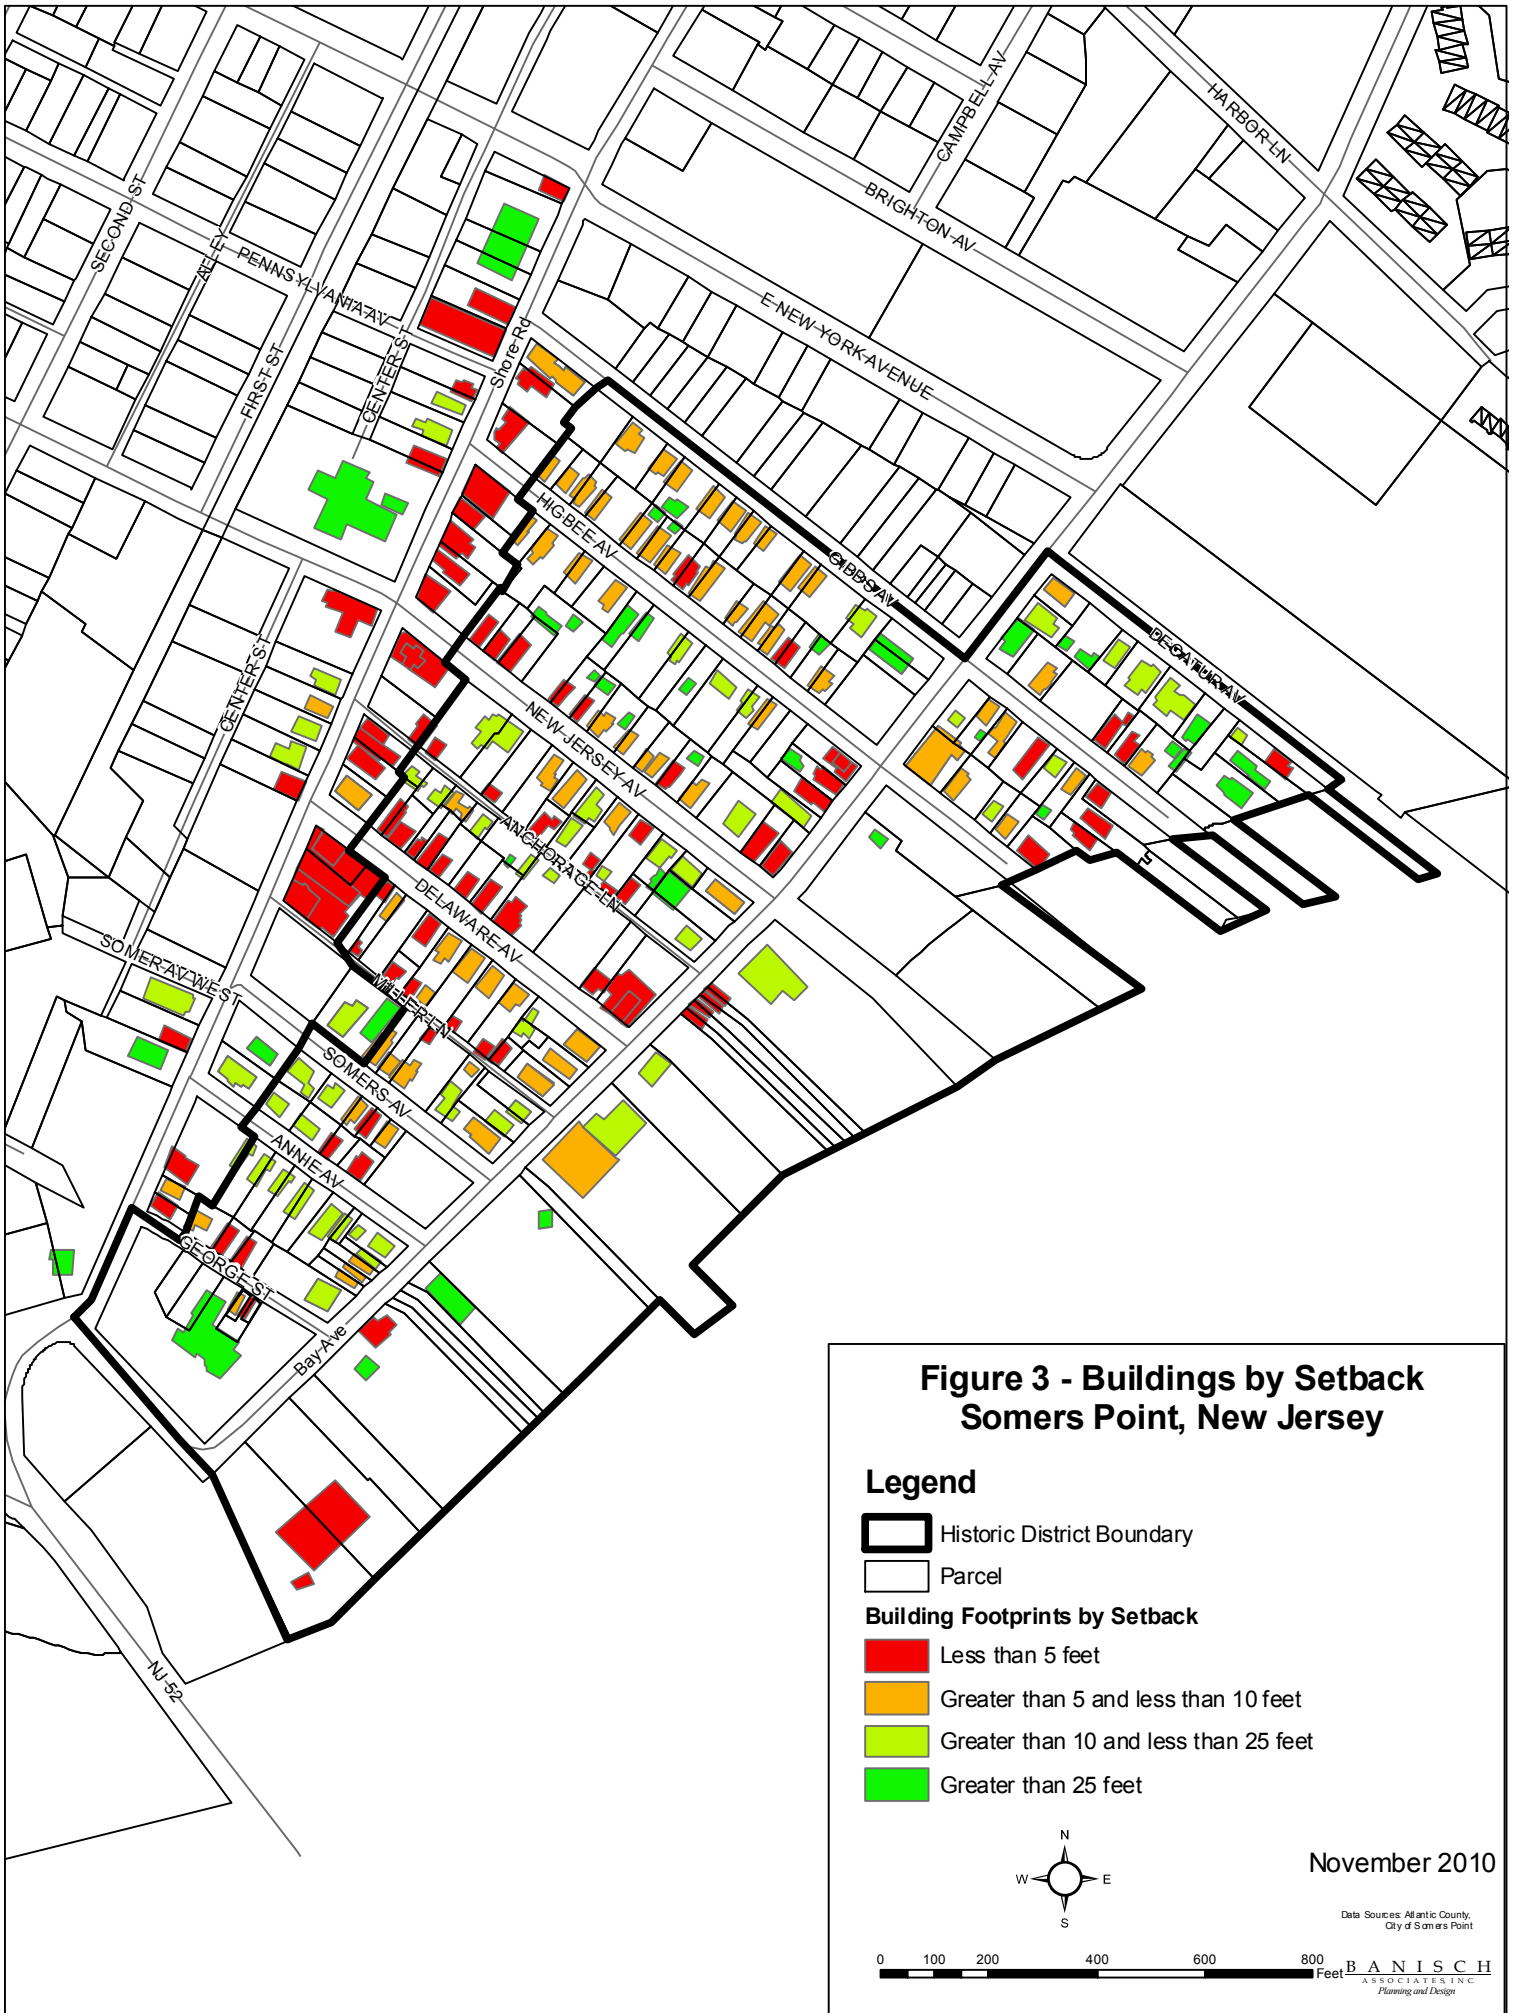 HARBOR LN
CAMPBELL AV
BRIGHTON AV
SECOND ST
ALLEY
PENNSYLVANIA AV
E NEW YORK AVENUE
CENTER ST
Shore Rd
FIRST ST
HIGBEE AV
GIBBS AV
DECATUR AV
CENTER ST
NEW JERSEY AV
ANCHORAGE LN
DELAWARE AV
SOMER AV WEST
MILLER LN
SOMERS AV
ANNIE AV
GEORGE ST
Bay Ave
NJ-52
Figure 3 - Buildings by Setback
Somers Point, New Jersey
Legend
Historic District Boundary
Parcel
Building Footprints by Setback
Less than 5 feet
Greater than 5 and less than 10 feet
Greater than 10 and less than 25 feet
Greater than 25 feet
N
W E
S
November 2010
Data Sources: Atlantic County,
City of Somers Point
0 100 200 400 600 800
Feet
BANISCH
ASSOCIATES, INC.
Planning and Design